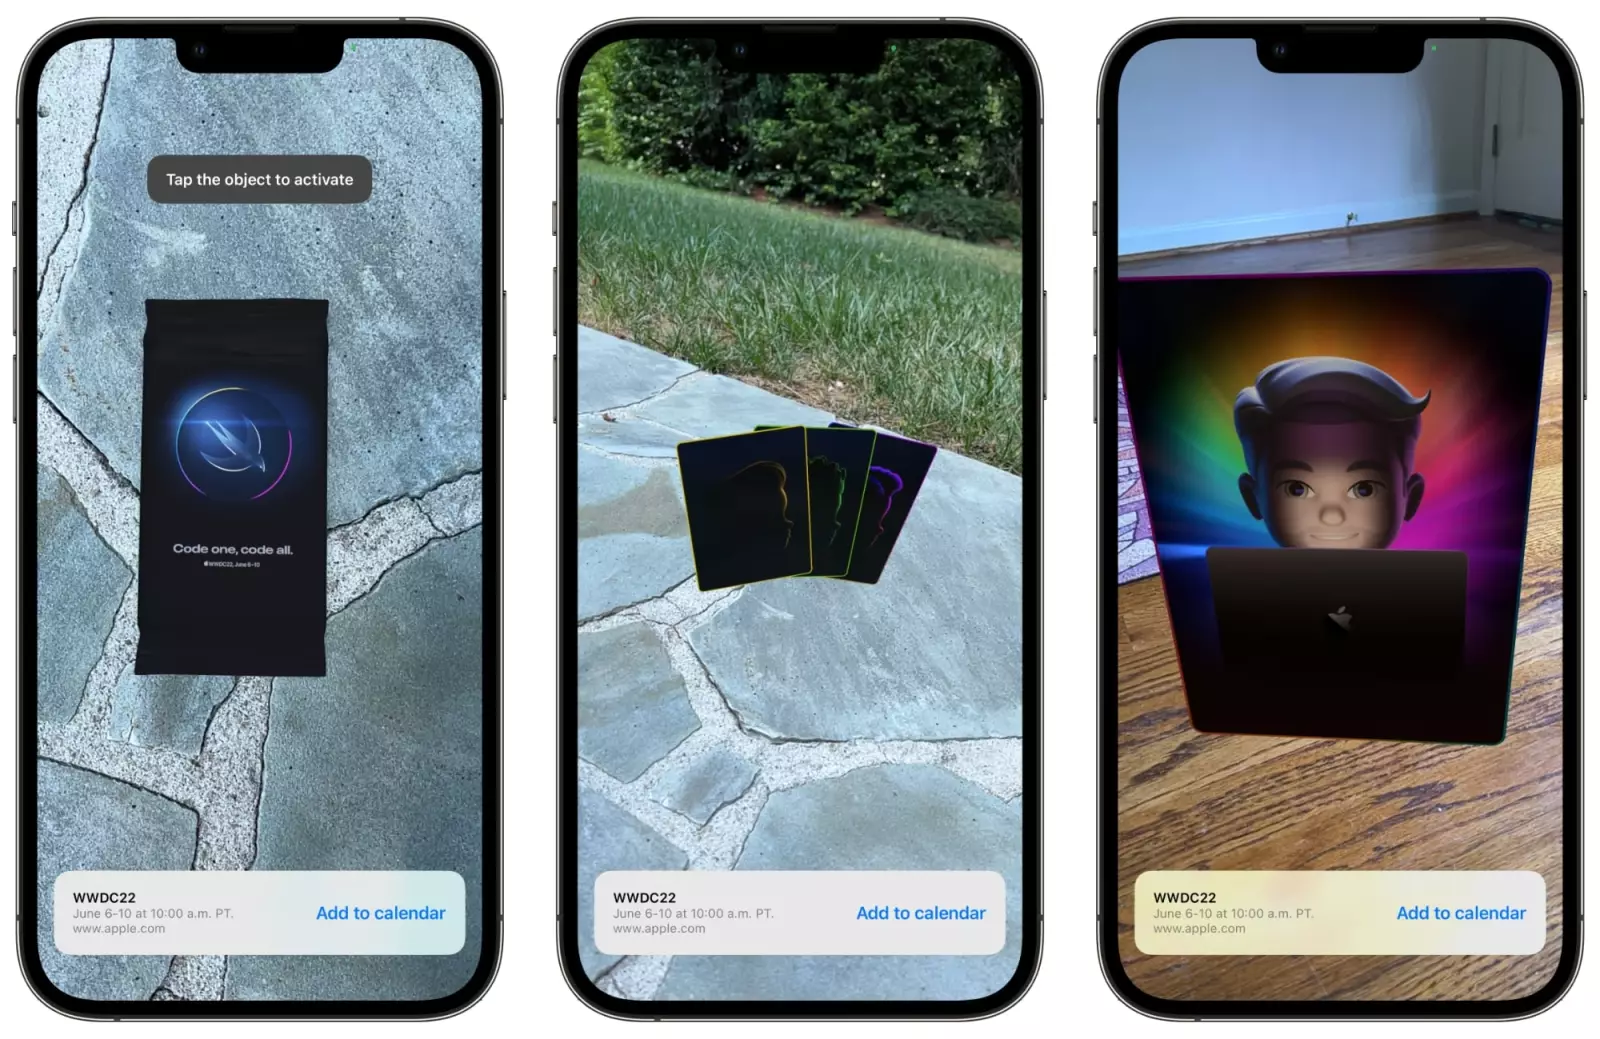 Tap the object to activate
Code one, code all.
WWDC22, June 6-10
WWDC22
June 6-10 at 10:00 a.m. PT.
www.apple.com
Add to calendar
WWDC22
June 6-10 at 10:00 a.m. PT.
www.apple.com
Add to calendar
WWDC22
June 6-10 at 10:00 a.m. PT.
www.apple.com
Add to calendar